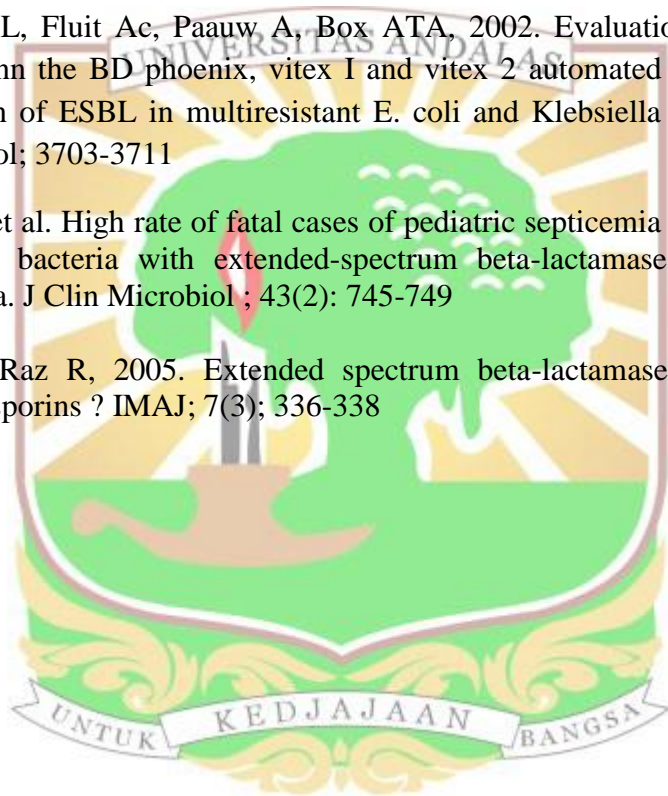 L, Fluit Ac, Paauw A, Box ATA, 2002. Evaluatio
UNIVERSITAS ANDALAS
nn the BD phoenix, vitex I and vitex 2 automated
n of ESBL in multiresistant E. coli and Klebsiella
ol; 3703-3711
et al. High rate of fatal cases of pediatric septicemia
bacteria with extended-spectrum beta-lactamase
a. J Clin Microbiol ; 43(2): 745-749
Raz R, 2005. Extended spectrum beta-lactamase
sporins ? IMAJ; 7(3); 336-338
UNTUK KEDJAJAAN BANGSA